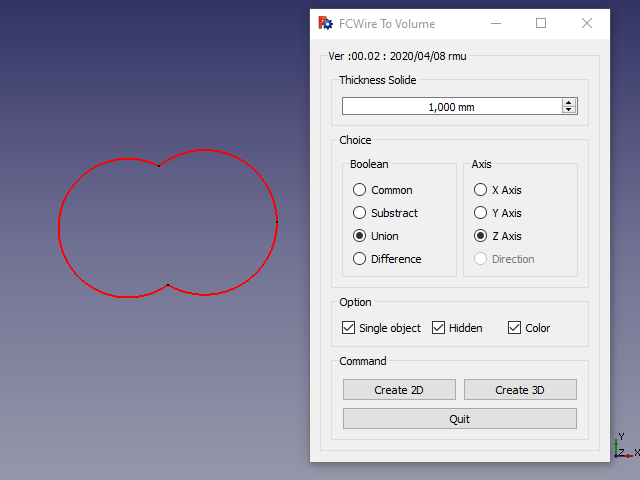 FCWire To Volume
Ver :00.02 : 2020/04/08 rmu
Thickness Solide
1,000 mm
Choice
Boolean
Common
Substract
Union
Difference
Axis
X Axis
Y Axis
Z Axis
Direction
Option
Single object Hidden Color
Command
Create 2D Create 3D
Quit
Y
Z X